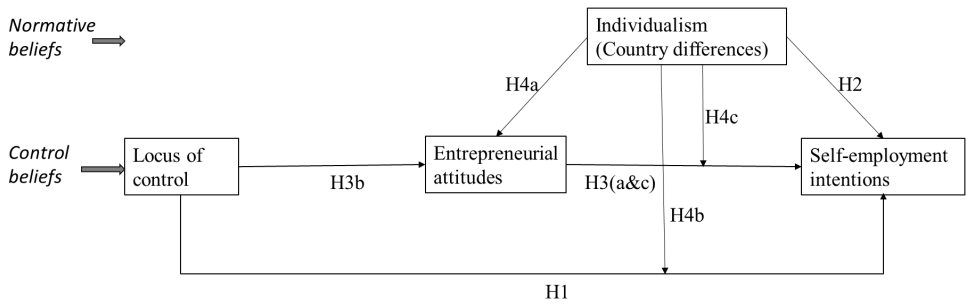 Normative
beliefs
Individualism
(Country differences)
H4a
H2
H4c
Control
beliefs
Locus of
control
Entrepreneurial
attitudes
Self-employment
intentions
H3b
H3(a&c)
H4b
H1